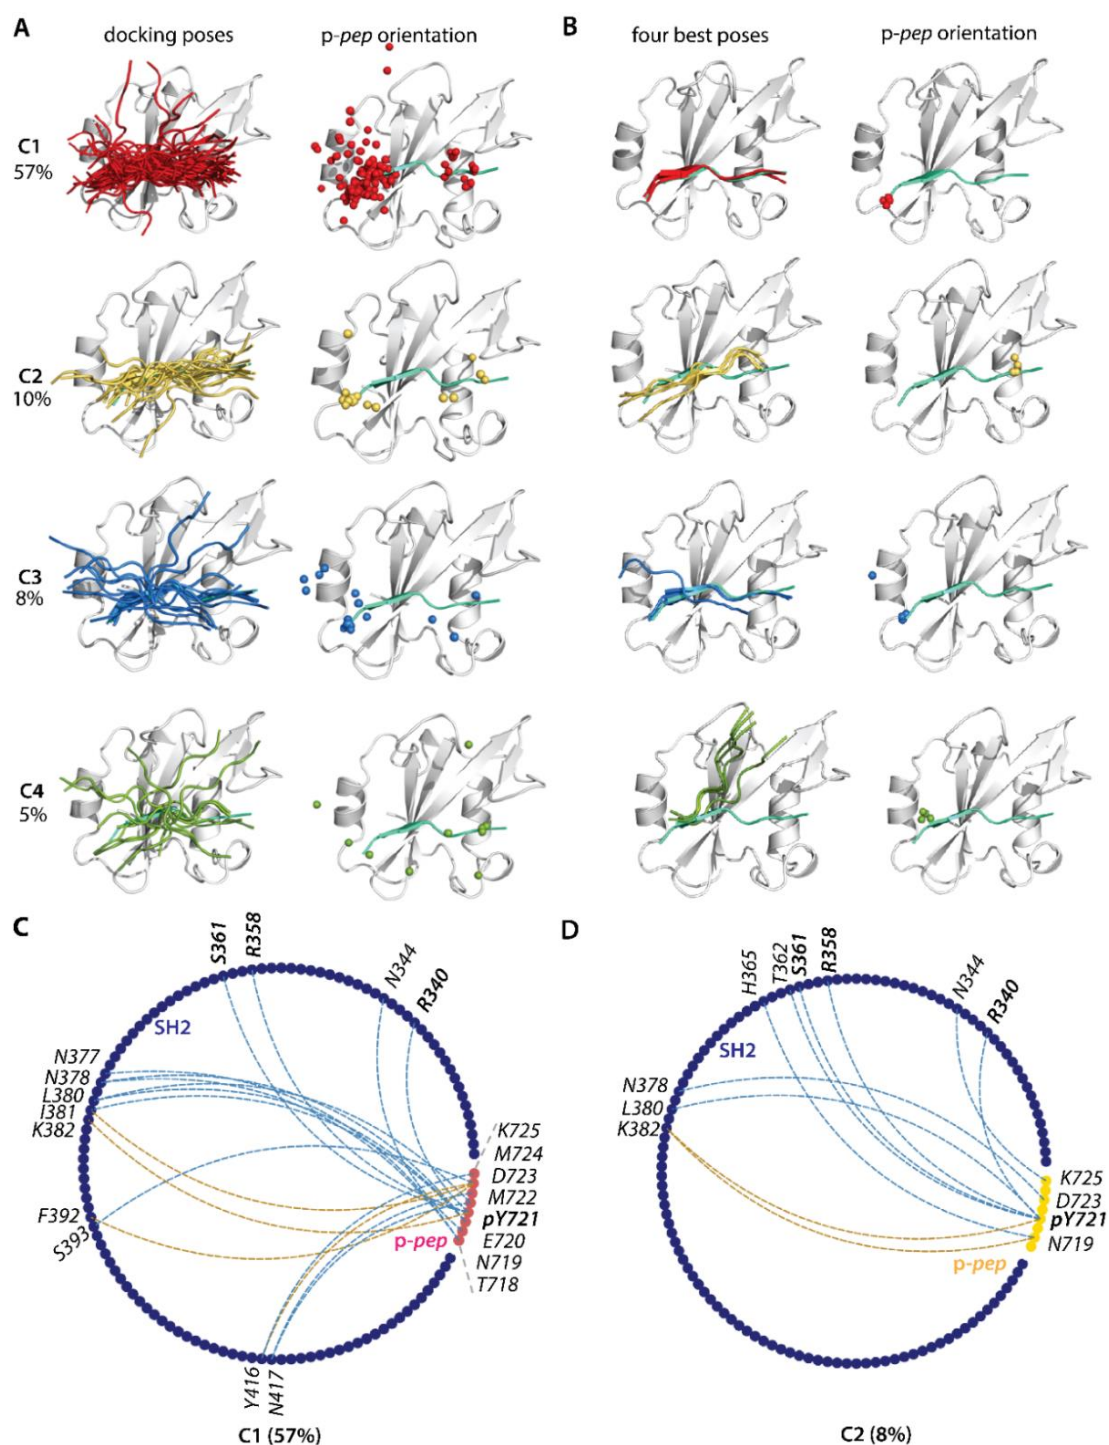 A
docking poses
p-pep orientation
B
four best poses
p-pep orientation
C1
57%
C2
10%
C3
8%
C4
5%
C
S361
R358
N344
R340
SH2
N377
N378
L380
I381
K382
F392
S393
Y416
N417
K725
M724
D723
M722
pY721
E720
N719
T718
p-pep
C1 (57%)
D
H365
T362
S361
R358
N344
R340
SH2
N378
L380
K382
K725
D723
pY721
N719
p-pep
C2 (8%)